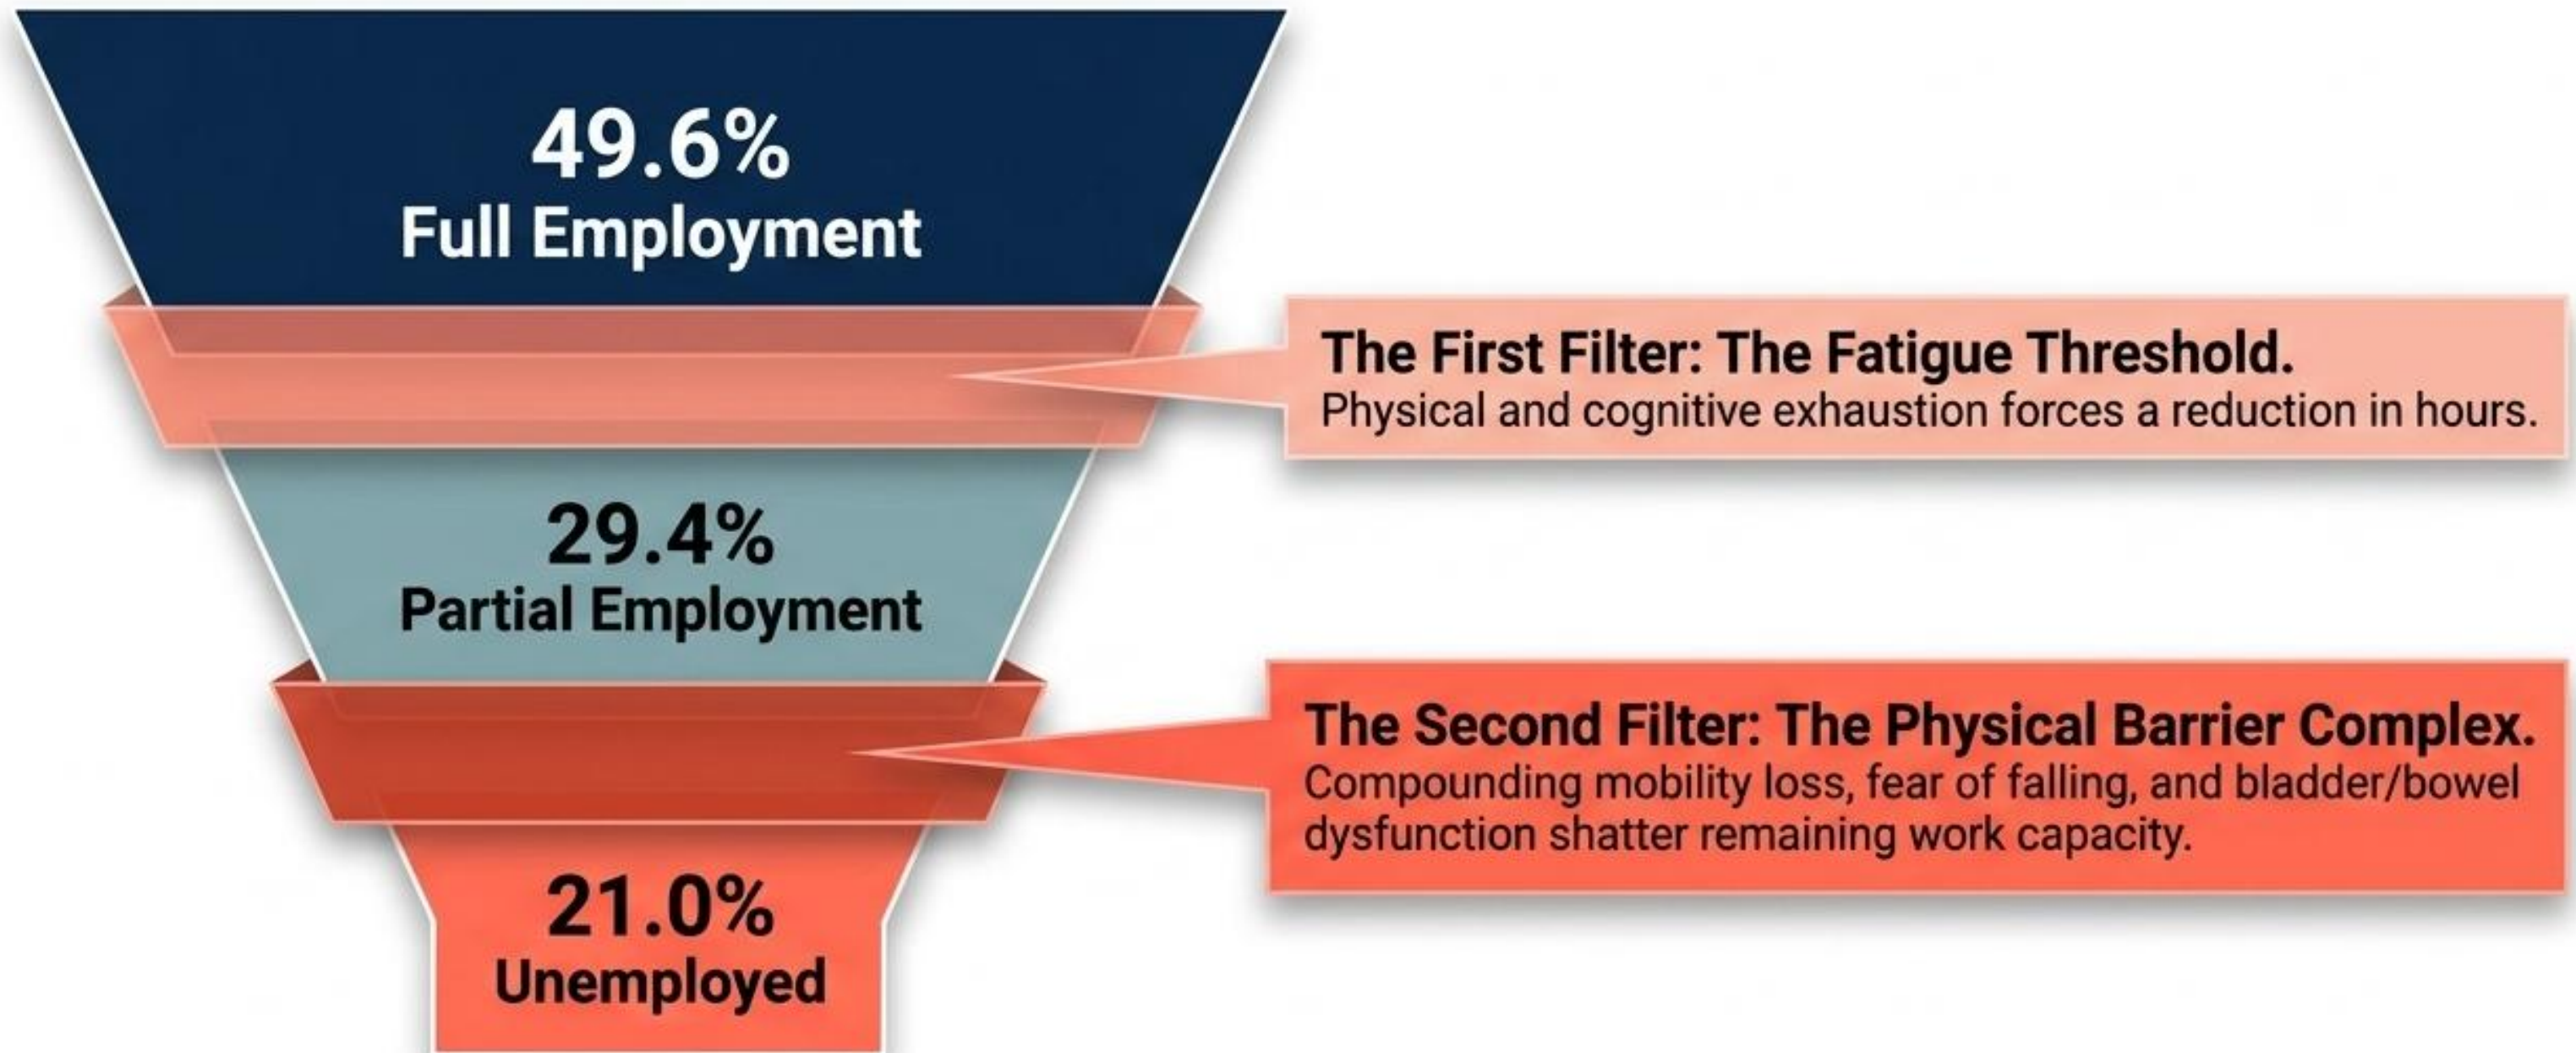 49.6%
Full Employment
The First Filter: The Fatigue Threshold.
Physical and cognitive exhaustion forces a reduction in hours.
29.4%
Partial Employment
The Second Filter: The Physical Barrier Complex.
Compounding mobility loss, fear of falling, and bladder/bowel
dysfunction shatter remaining work capacity.
21.0%
Unemployed